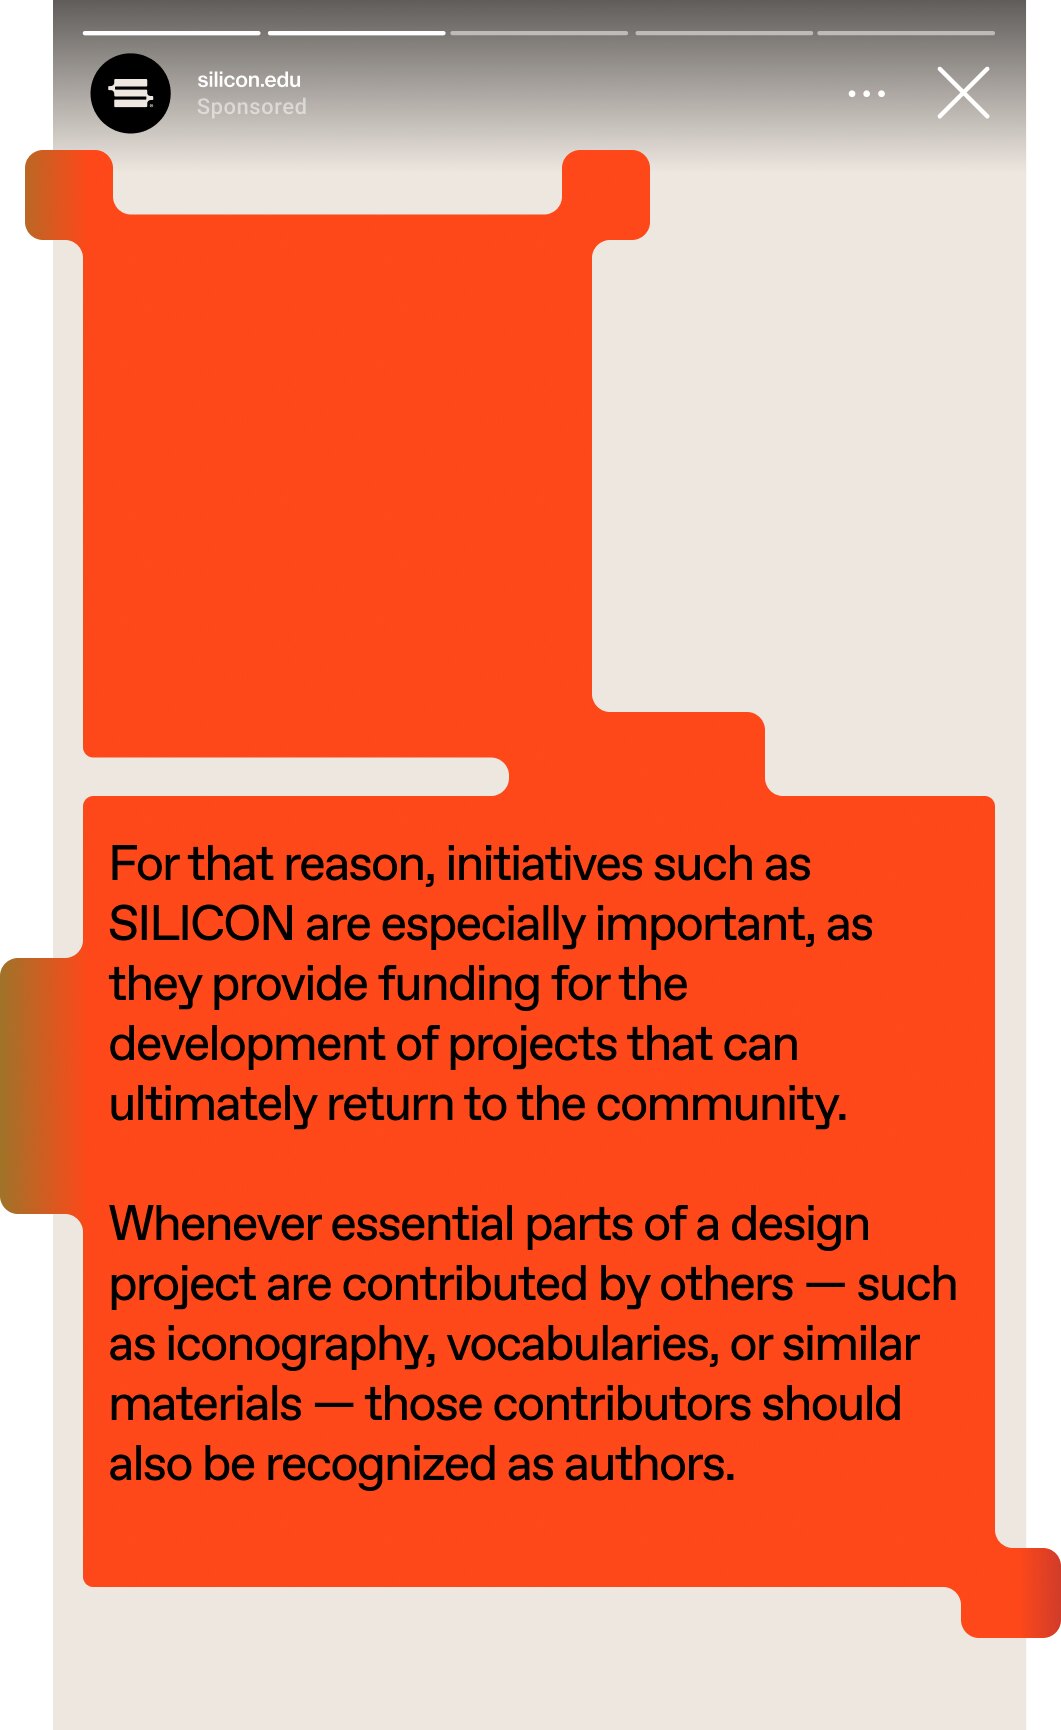 silicon.edu
Sponsored
For that reason, initiatives such as
SILICON are especially important, as
they provide funding for the
development of projects that can
ultimately return to the community.
Whenever essential parts of a design
project are contributed by others — such
as iconography, vocabularies, or similar
materials — those contributors should
also be recognized as authors.